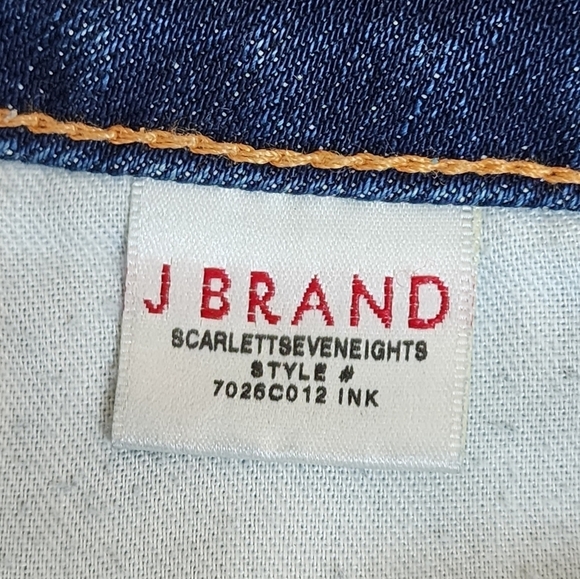 J BRAND
SCARLETTSEVENEIGHTS
STYLE #
7026C012 INK